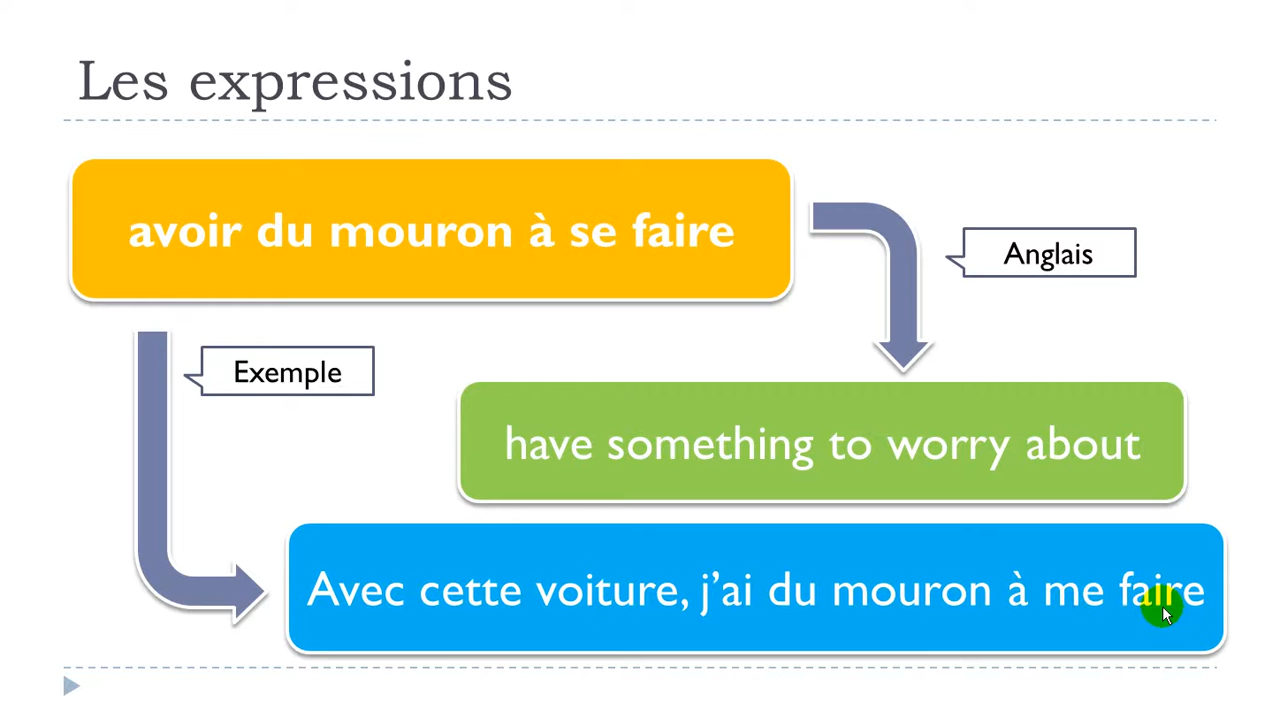 Les expressions
avoir du mouron à se faire
Anglais
Exemple
have something to worry about
Avec cette voiture, j’ai du mouron à me faire